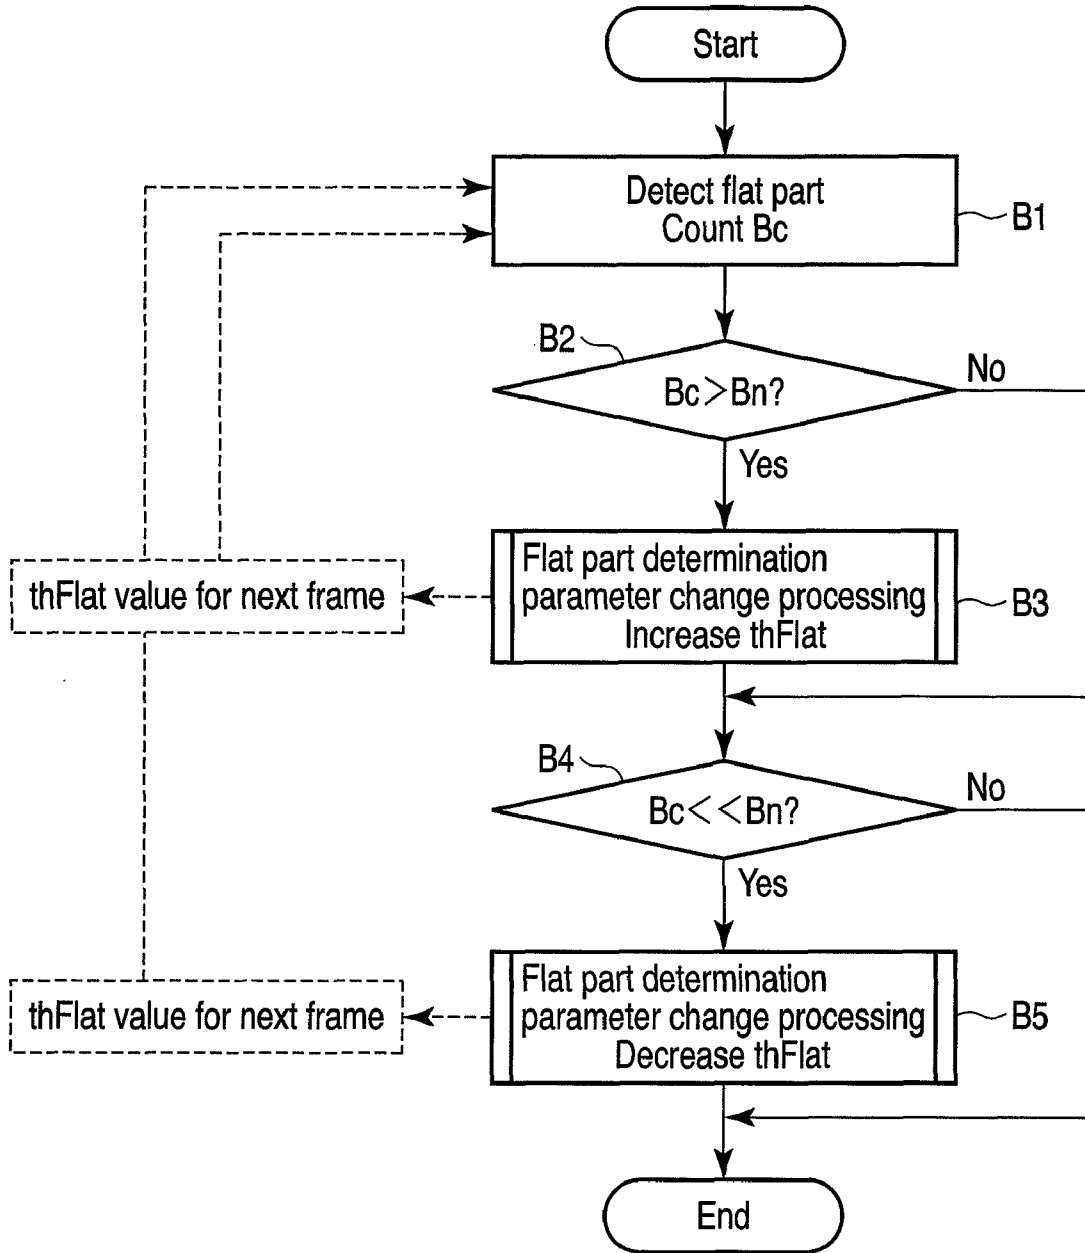 Start
Detect flat part
Count Bc
B1
B2
Bc>Bn?
No
Yes
Flat part determination
parameter change processing
Increase thFlat
B3
thFlat value for next frame
B4
Bc<<Bn?
No
Yes
Flat part determination
parameter change processing
Decrease thFlat
B5
thFlat value for next frame
End